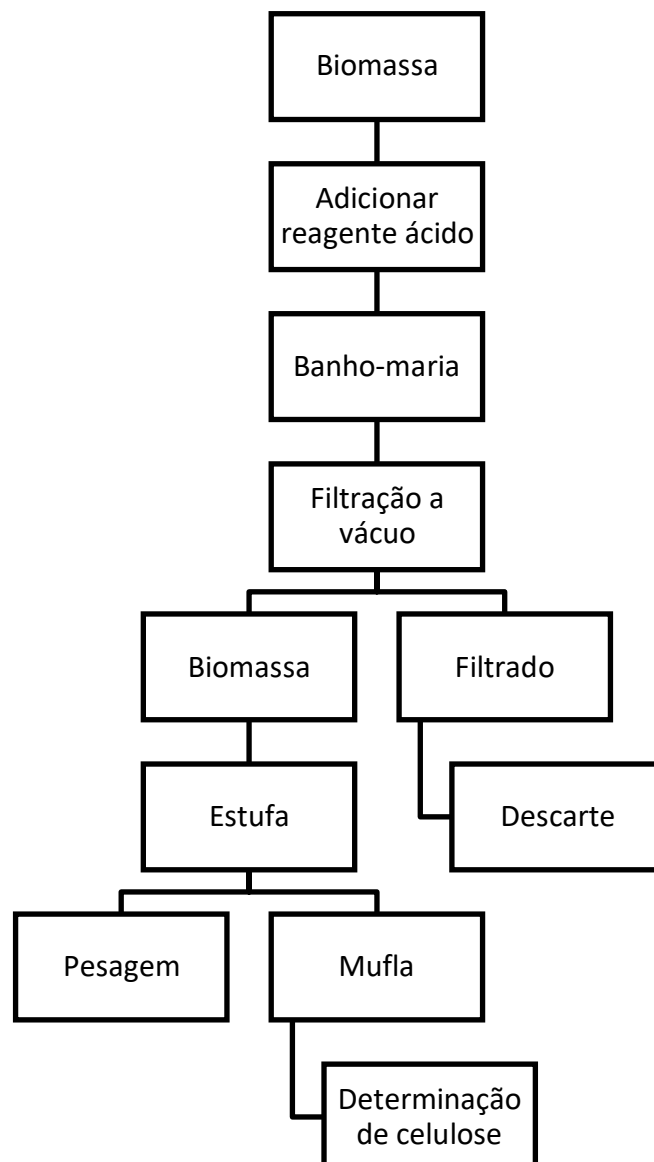 Biomassa
Adicionar
reagente ácido
Banho-maria
Filtração a
vácuo
Biomassa
Filtrado
Estufa
Descarte
Pesagem
Mufla
Determinação
de celulose